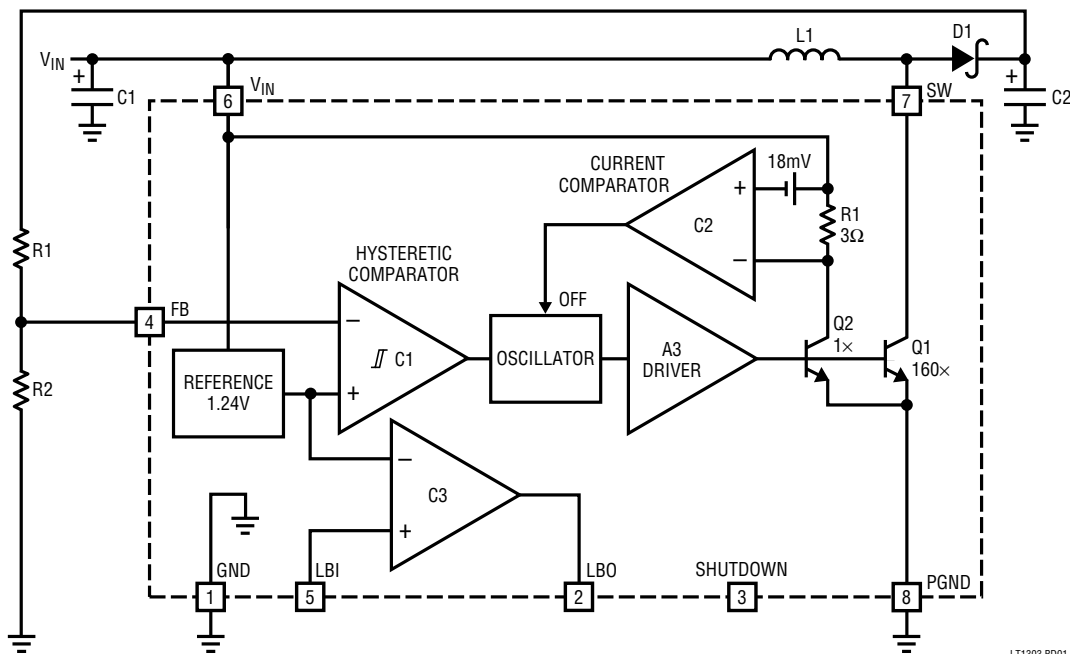 L1
D1
VIN
+
C1
6
VIN
7
SW
+
C2
CURRENT
COMPARATOR
18mV
+
C2
−
R1
3Ω
R1
HYSTERETIC
COMPARATOR
4
FB
−
C1
+
OFF
OSCILLATOR
A3
DRIVER
Q2
1×
Q1
160×
REFERENCE
1.24V
R2
−
C3
+
GND
1
LBI
5
LBO
2
SHUTDOWN
3
PGND
8